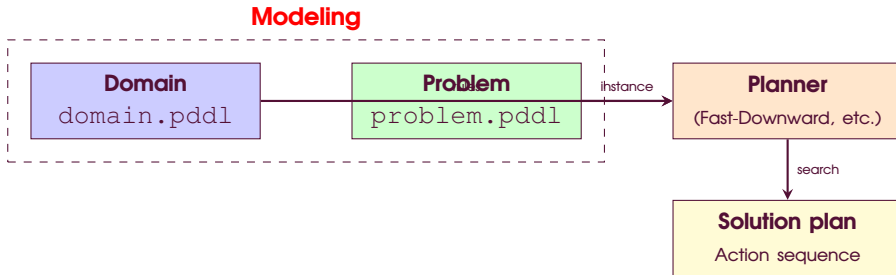 Modeling
Domain
domain.pddl
Problem
problem.pddl
instance
Planner
(Fast-Downward, etc.)
search
Solution plan
Action sequence